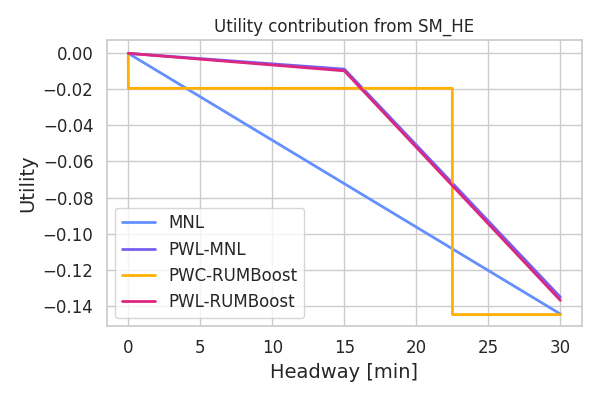 Utility contribution from SM_HE
Utility
0.00
−0.02
−0.04
−0.06
−0.08
−0.10
−0.12
−0.14
MNL
PWL-MNL
PWC-RUMBoost
PWL-RUMBoost
0 5 10 15 20 25 30
Headway [min]